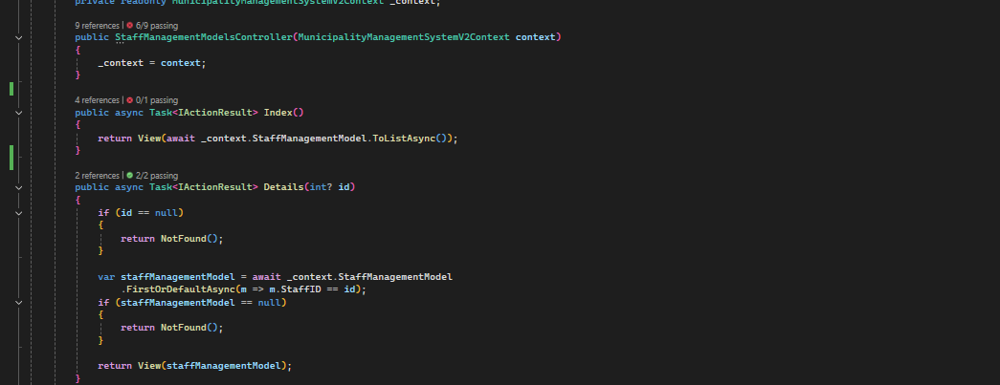 private readonly MunicipalityManagementSystemV2Context _context;
9 references | 6/9 passing
public StaffManagementModelsController(MunicipalityManagementSystemV2Context context)
{
_context = context;
}
4 references | 0/1 passing
public async Task<IActionResult> Index()
{
return View(await _context.StaffManagementModel.ToListAsync());
}
2 references | 2/2 passing
public async Task<IActionResult> Details(int? id)
{
if (id == null)
{
return NotFound();
}
var staffManagementModel = await _context.StaffManagementModel
.FirstOrDefaultAsync(m => m.StaffID == id);
if (staffManagementModel == null)
{
return NotFound();
}
return View(staffManagementModel);
}